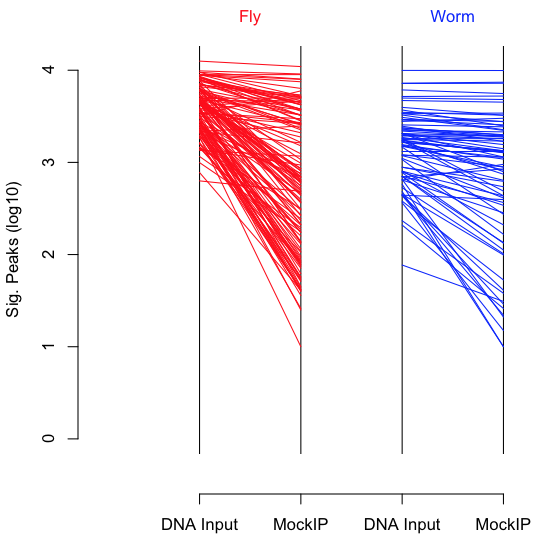 Fly Worm
Sig. Peaks (log10)
4
3
2
1
0
DNA Input MockIP DNA Input MockIP